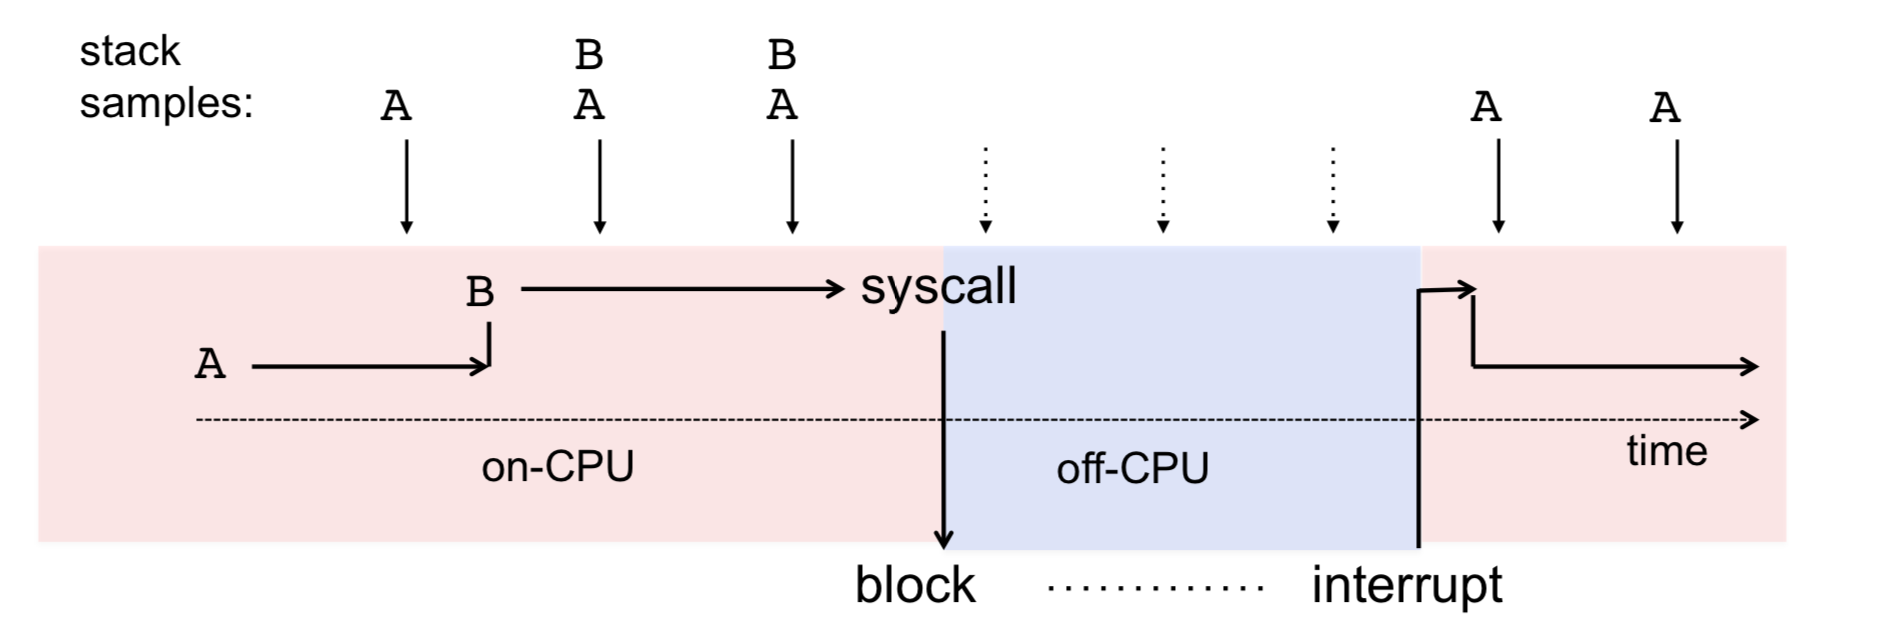 stack
samples:
B B
A A A A A
B syscall
A
on-CPU off-CPU time
block ............. interrupt